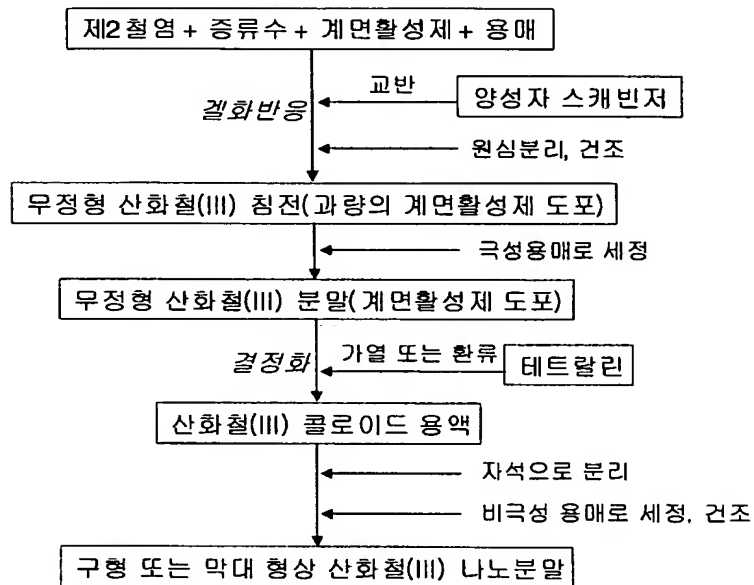 제2철염 + 증류수 + 계면활성제 + 용매
교반
양성자 스캐빈저
겔화반응
원심분리, 건조
무정형 산화철(III) 침전(과량의 계면활성제 도포)
극성용매로 세정
무정형 산화철(III) 분말(계면활성제 도포)
결정화
가열 또는 환류
테트랄린
산화철(III) 콜로이드 용액
자석으로 분리
비극성 용매로 세정, 건조
구형 또는 막대 형상 산화철(III) 나노분말